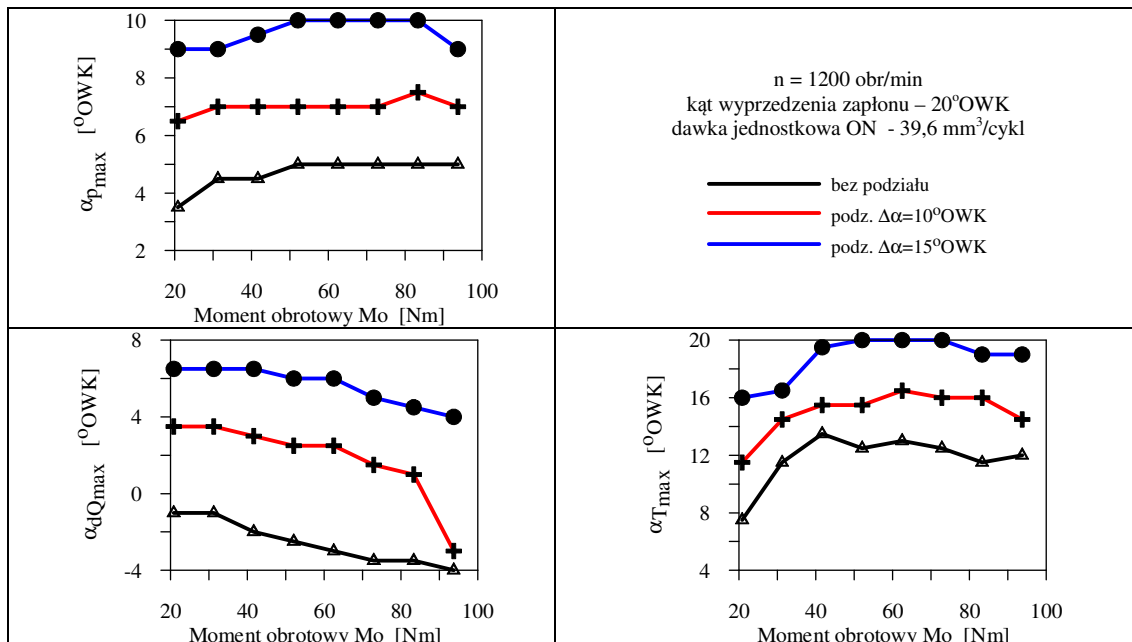 10
8
6
4
2
α_pmax [°OWK]
20 40 60 80 100
Moment obrotowy Mo [Nm]
n = 1200 obr/min
kąt wyprzedzenia zapłonu – 20°OWK
dawka jednostkowa ON - 39,6 mm³/cykl
bez podziału
podz. Δα=10°OWK
podz. Δα=15°OWK
8
4
0
-4
α_dQmax [°OWK]
20 40 60 80 100
Moment obrotowy Mo [Nm]
20
16
12
8
4
α_Tmax [°OWK]
20 40 60 80 100
Moment obrotowy Mo [Nm]